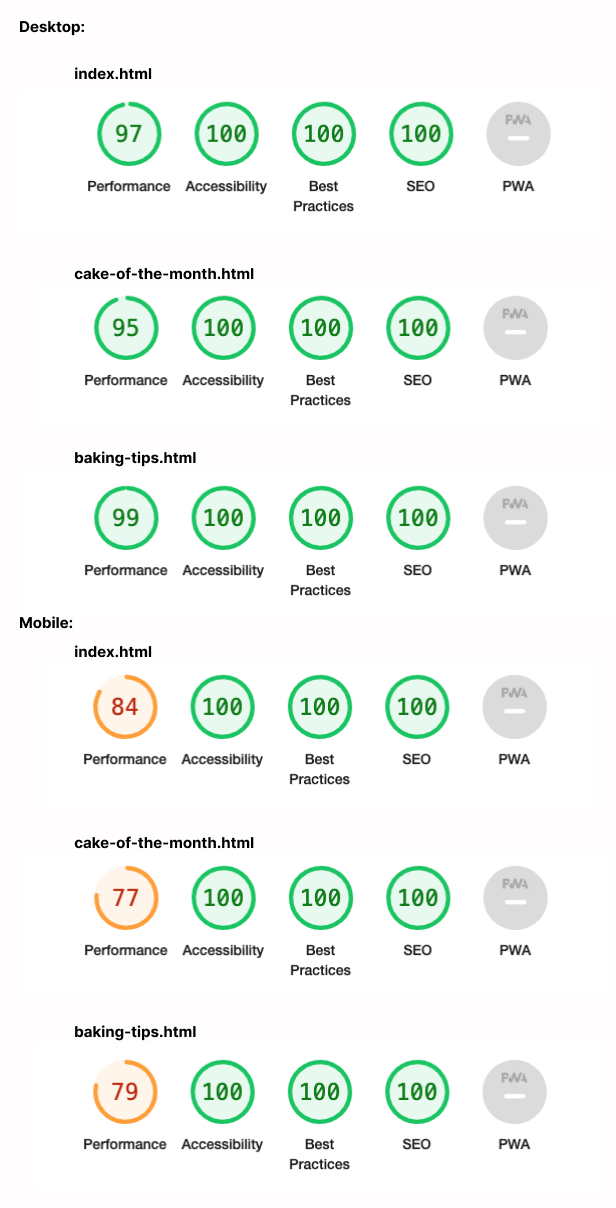 Desktop:
index.html
97 100 100 100 PWA
Performance Accessibility Best Practices SEO PWA
cake-of-the-month.html
95 100 100 100 PWA
Performance Accessibility Best Practices SEO PWA
baking-tips.html
99 100 100 100 PWA
Performance Accessibility Best Practices SEO PWA
Mobile:
index.html
84 100 100 100 PWA
Performance Accessibility Best Practices SEO PWA
cake-of-the-month.html
77 100 100 100 PWA
Performance Accessibility Best Practices SEO PWA
baking-tips.html
79 100 100 100 PWA
Performance Accessibility Best Practices SEO PWA